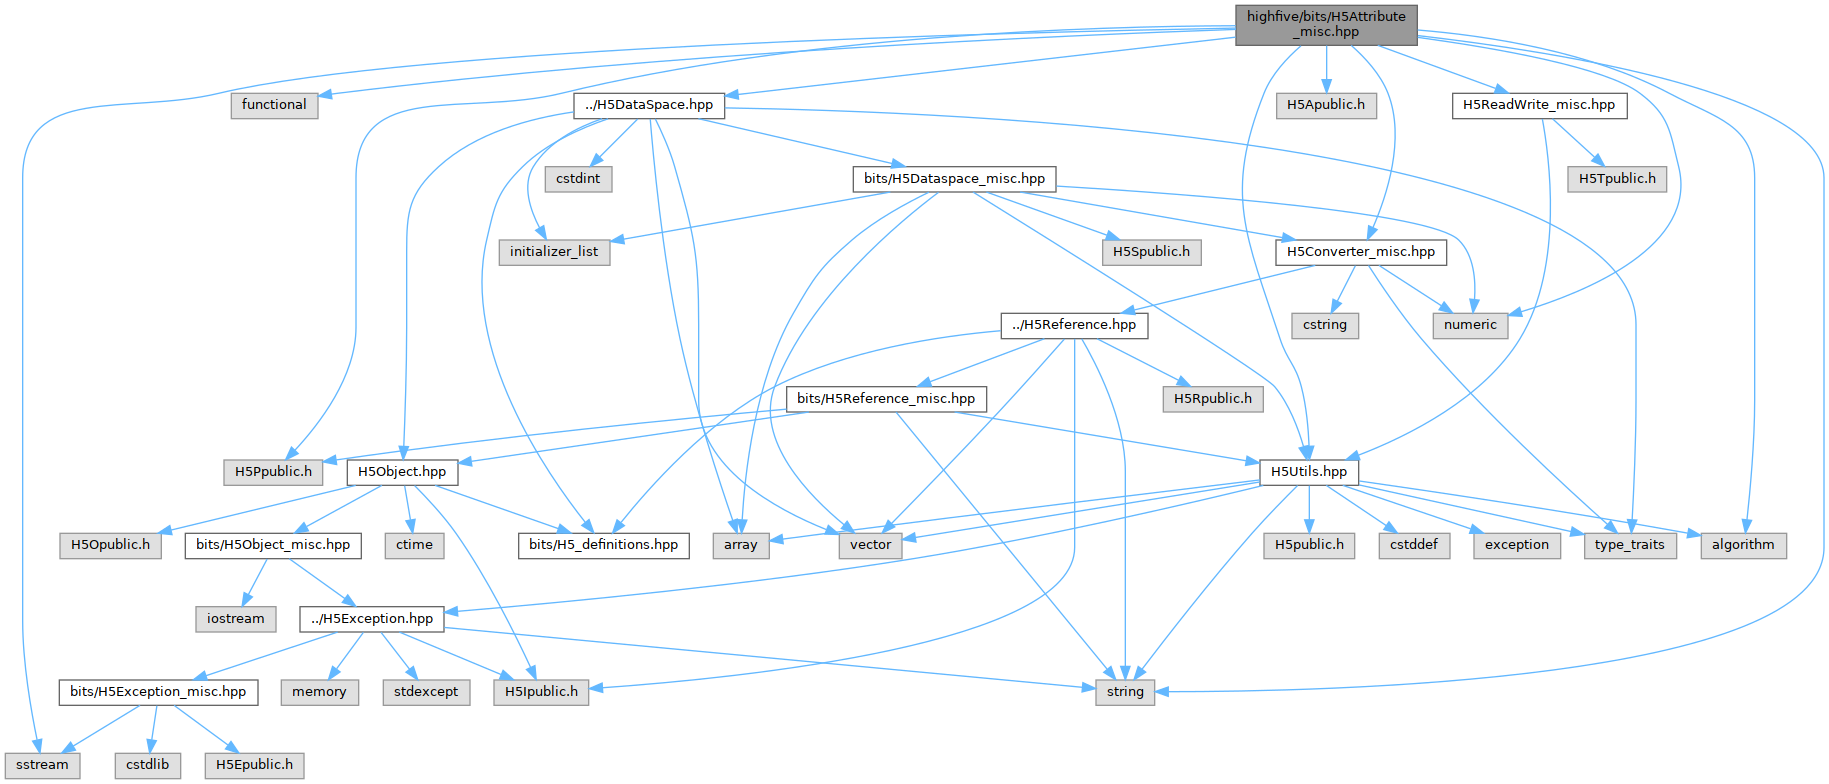 highfive/bits/H5Attribute
_misc.hpp
functional
../H5DataSpace.hpp
H5Apublic.h
H5ReadWrite_misc.hpp
cstdint
bits/H5Dataspace_misc.hpp
H5Tpublic.h
initializer_list
H5Spublic.h
H5Converter_misc.hpp
../H5Reference.hpp
cstring
numeric
bits/H5Reference_misc.hpp
H5Rpublic.h
H5Ppublic.h
H5Object.hpp
H5Utils.hpp
H5Opublic.h
bits/H5Object_misc.hpp
ctime
bits/H5_definitions.hpp
array
vector
H5public.h
cstddef
exception
type_traits
algorithm
iostream
../H5Exception.hpp
bits/H5Exception_misc.hpp
memory
stdexcept
H5Ipublic.h
string
sstream
cstdlib
H5Epublic.h